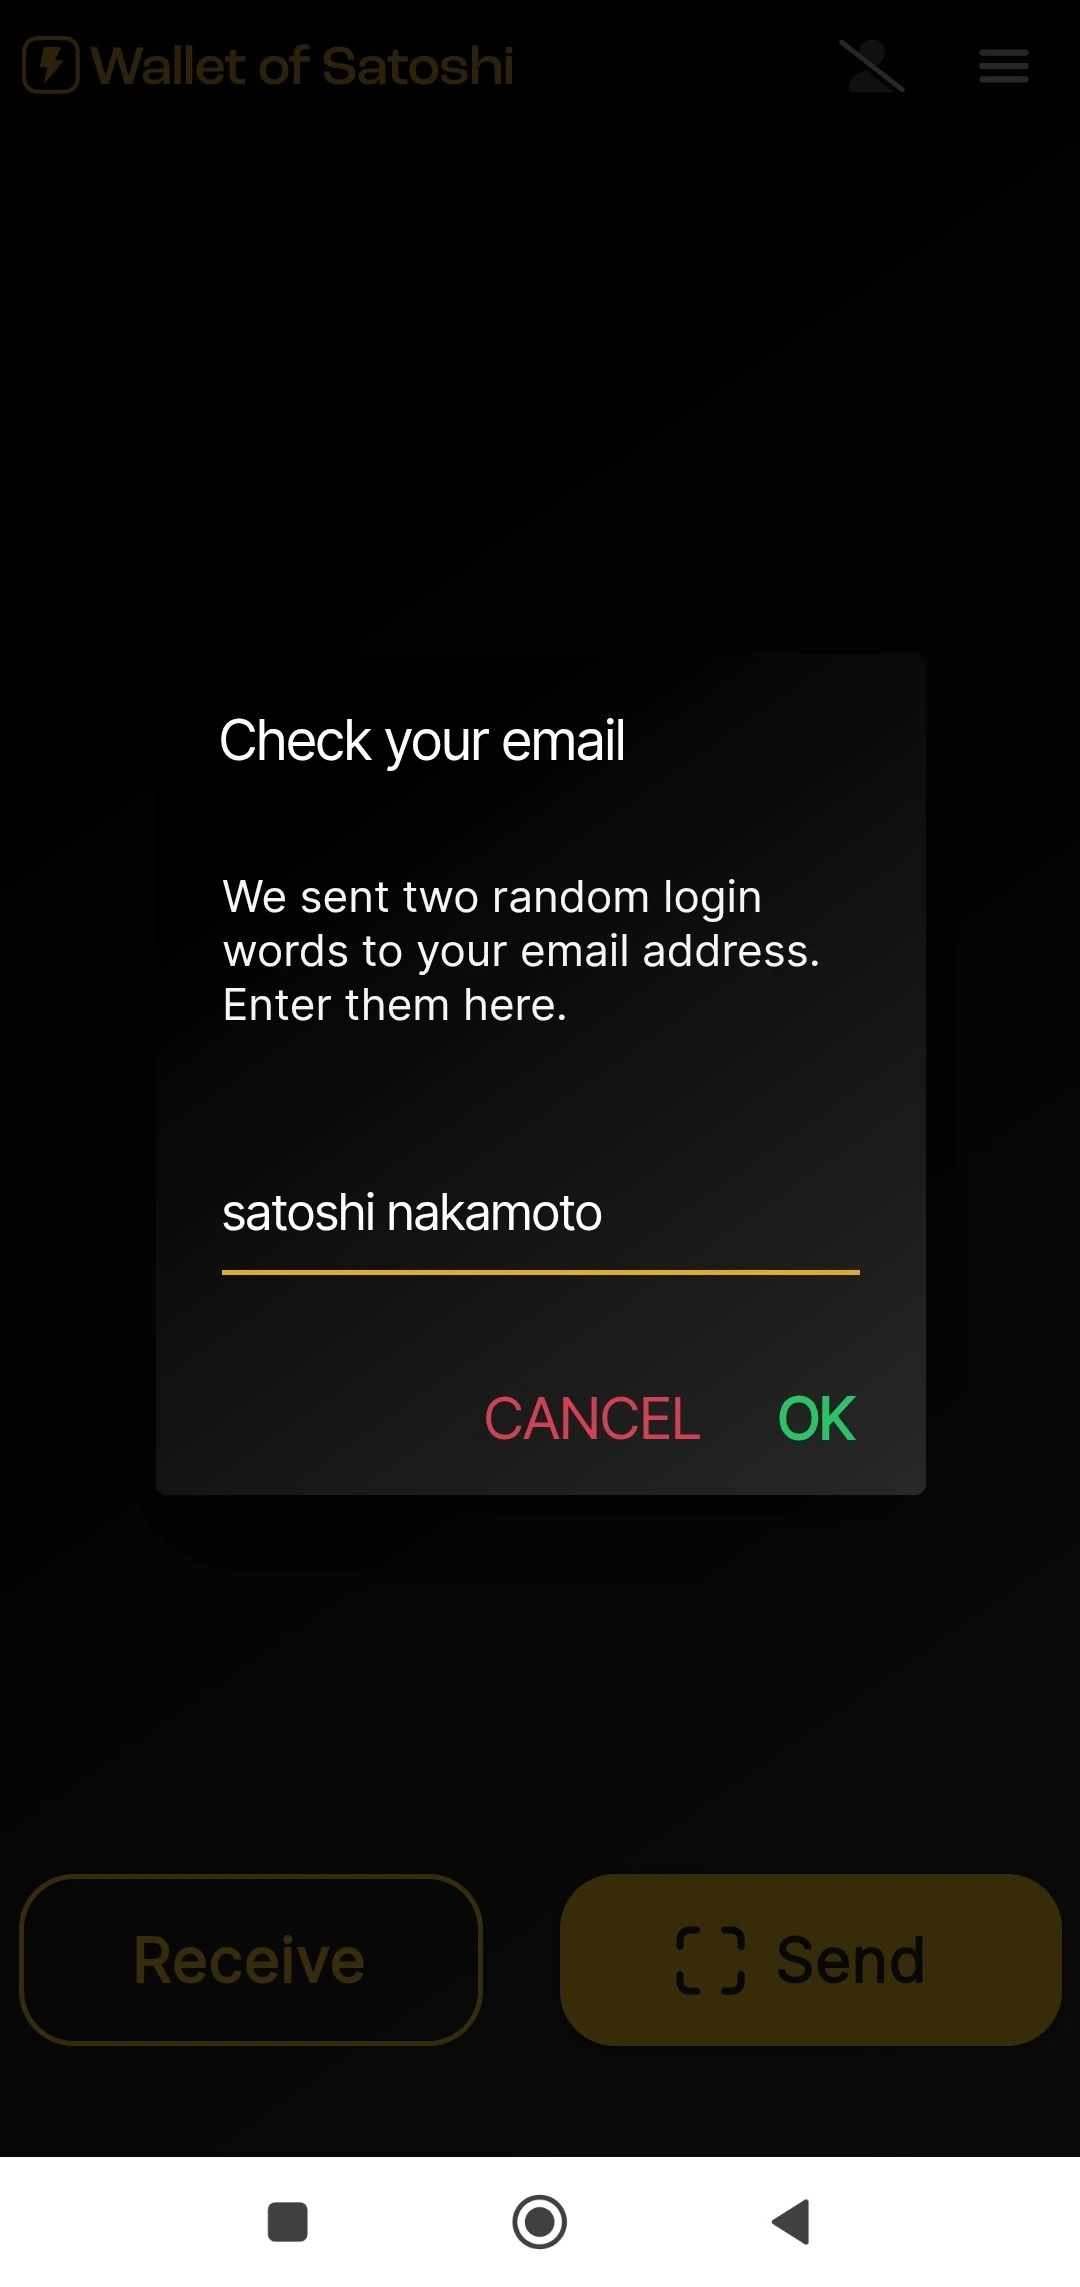 Wallet of Satoshi
Check your email
We sent two random login
words to your email address.
Enter them here.
satoshi nakamoto
CANCEL OK
Receive Send